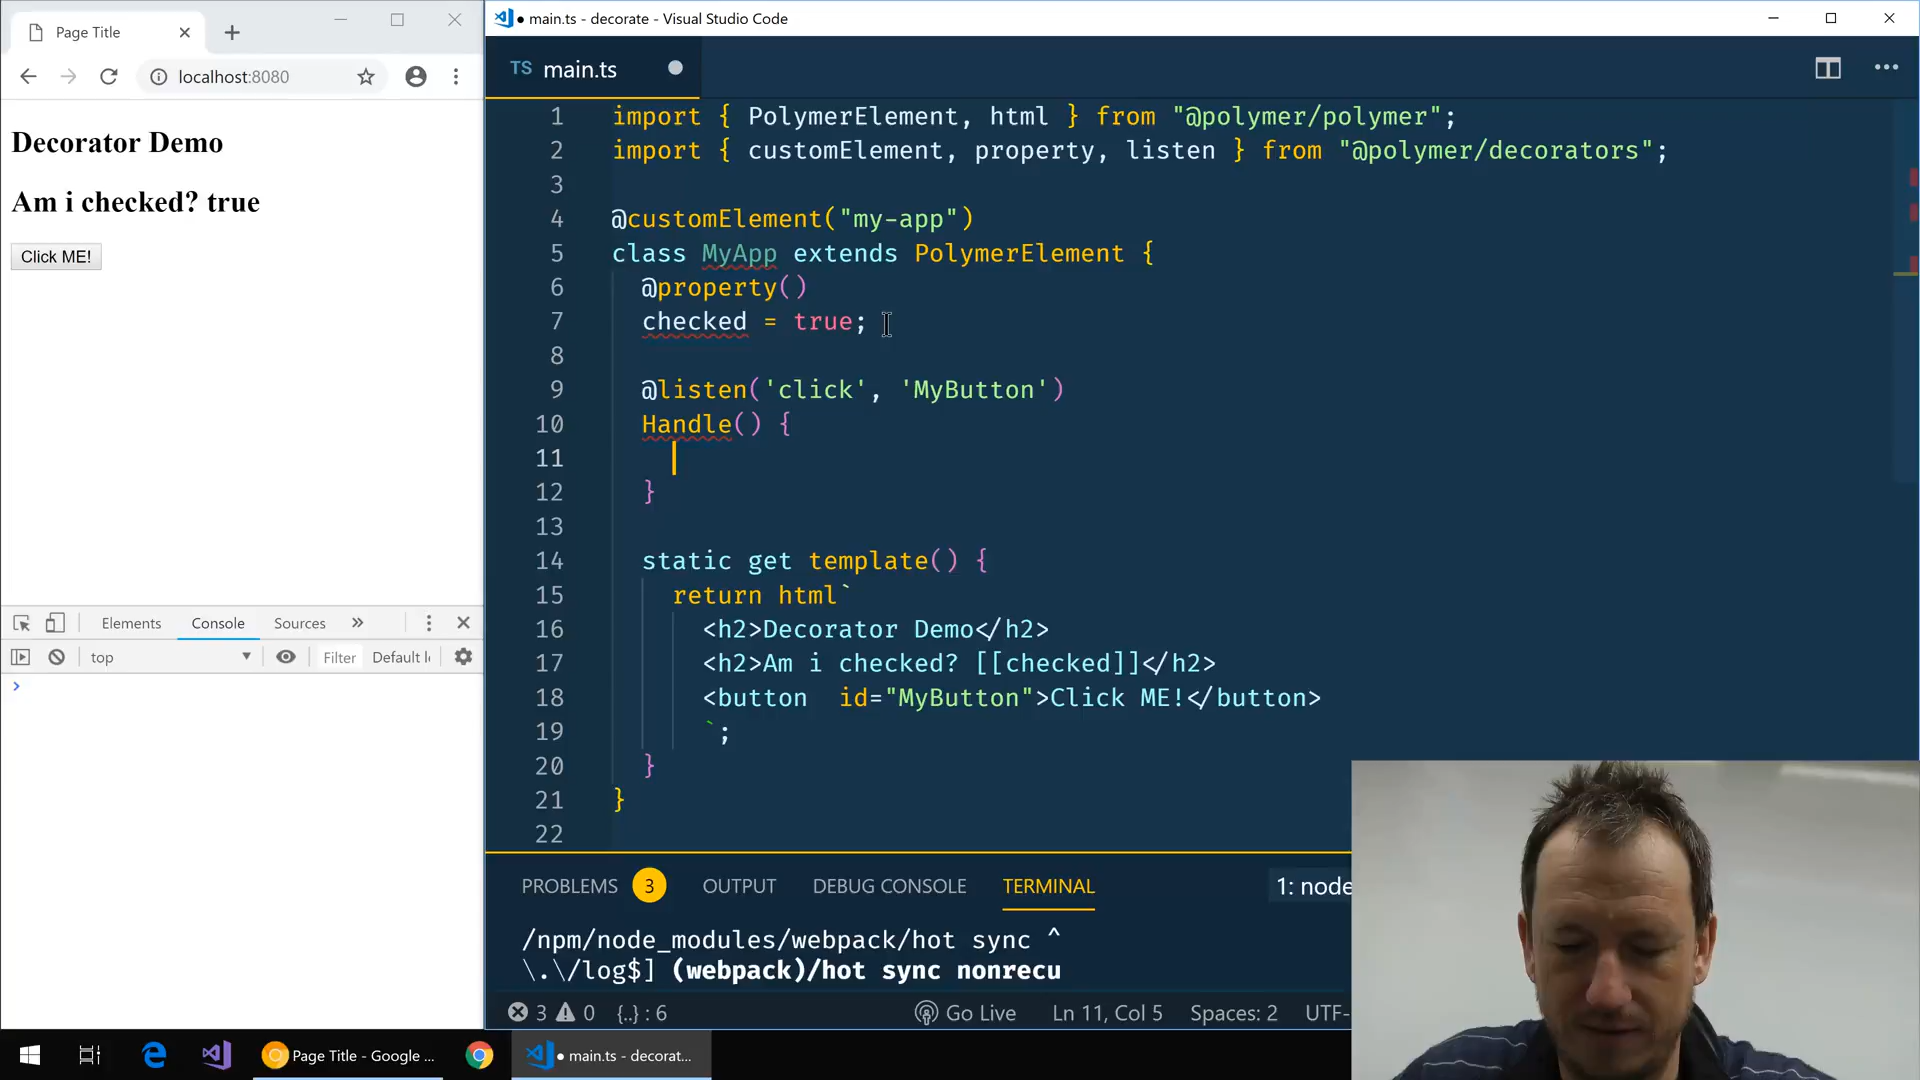 Page Title
localhost:8080
Decorator Demo
Am i checked? true
Click ME!
Elements Console Sources »
top Filter Default l
main.ts - decorate - Visual Studio Code
TS main.ts
1 import { PolymerElement, html } from "@polymer/polymer";
2 import { customElement, property, listen } from "@polymer/decorators";
3
4 @customElement("my-app")
5 class MyApp extends PolymerElement {
6 @property()
7 checked = true;
8
9 @listen('click', 'MyButton')
10 Handle() {
11
12 }
13
14 static get template() {
15 return html`
16 <h2>Decorator Demo</h2>
17 <h2>Am i checked? [[checked]]</h2>
18 <button  id="MyButton">Click ME!</button>
19 `;
20 }
21 }
22
PROBLEMS 3 OUTPUT DEBUG CONSOLE TERMINAL 1: node
/npm/node_modules/webpack/hot sync ^
\.\/log$] (webpack)/hot sync nonrecu
3 0 {..} : 6 Go Live Ln 11, Col 5 Spaces: 2 UTF-
Page Title - Google ... main.ts - decorat...